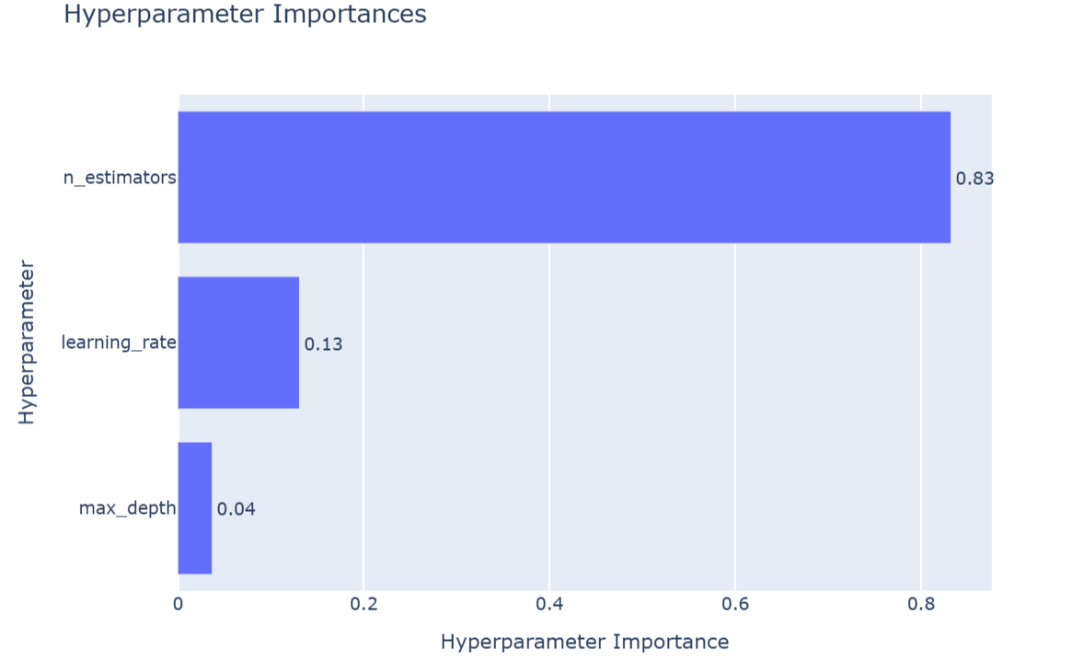 Hyperparameter Importances
n_estimators
0.83
learning_rate
0.13
max_depth
0.04
Hyperparameter
0
0.2
0.4
0.6
0.8
Hyperparameter Importance